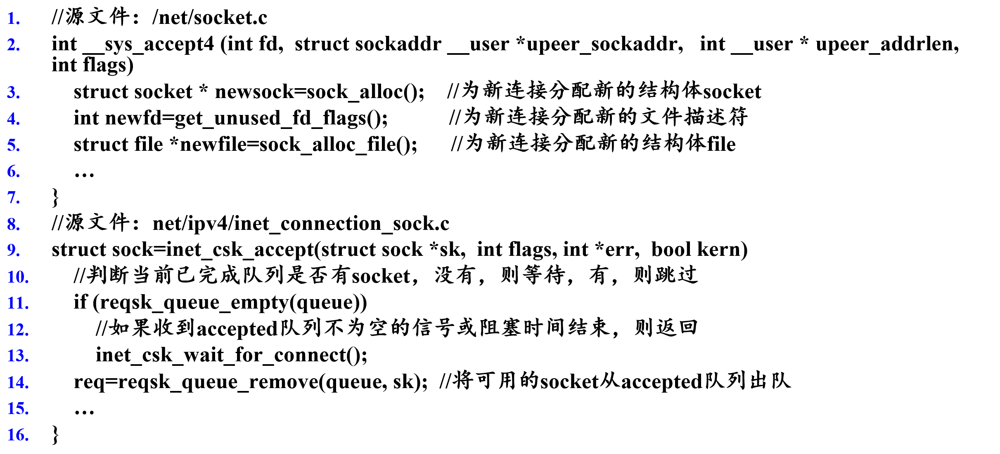 1. //源文件：/net/socket.c
2. int __sys_accept4 (int fd, struct sockaddr __user *upeer_sockaddr, int __user * upeer_addrlen,
int flags)
3. struct socket * newsock=sock_alloc(); //为新连接分配新的结构体socket
4. int newfd=get_unused_fd_flags(); //为新连接分配新的文件描述符
5. struct file *newfile=sock_alloc_file(); //为新连接分配新的结构体file
6. …
7. }
8. //源文件：net/ipv4/inet_connection_sock.c
9. struct sock=inet_csk_accept(struct sock *sk, int flags, int *err, bool kern)
10. //判断当前已完成队列是否有socket，没有，则等待，有，则跳过
11. if (reqsk_queue_empty(queue))
12. //如果收到accepted队列不为空的信号或阻塞时间结束，则返回
13. inet_csk_wait_for_connect();
14. req=reqsk_queue_remove(queue, sk); //将可用的socket从accepted队列出队
15. …
16. }